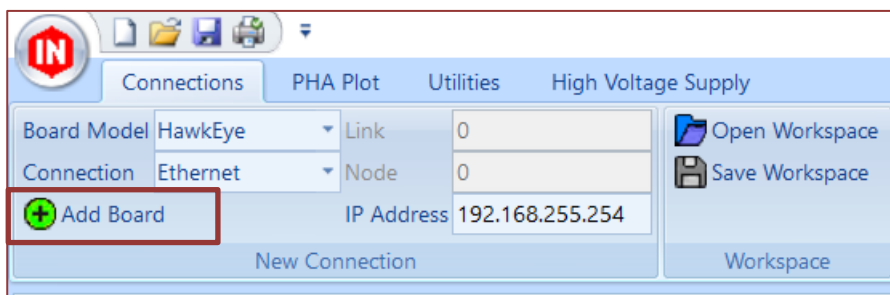 IN
Connections PHA Plot Utilities High Voltage Supply
Board Model HawkEye Link 0 Open Workspace
Connection Ethernet Node 0 Save Workspace
Add Board IP Address 192.168.255.254
New Connection Workspace